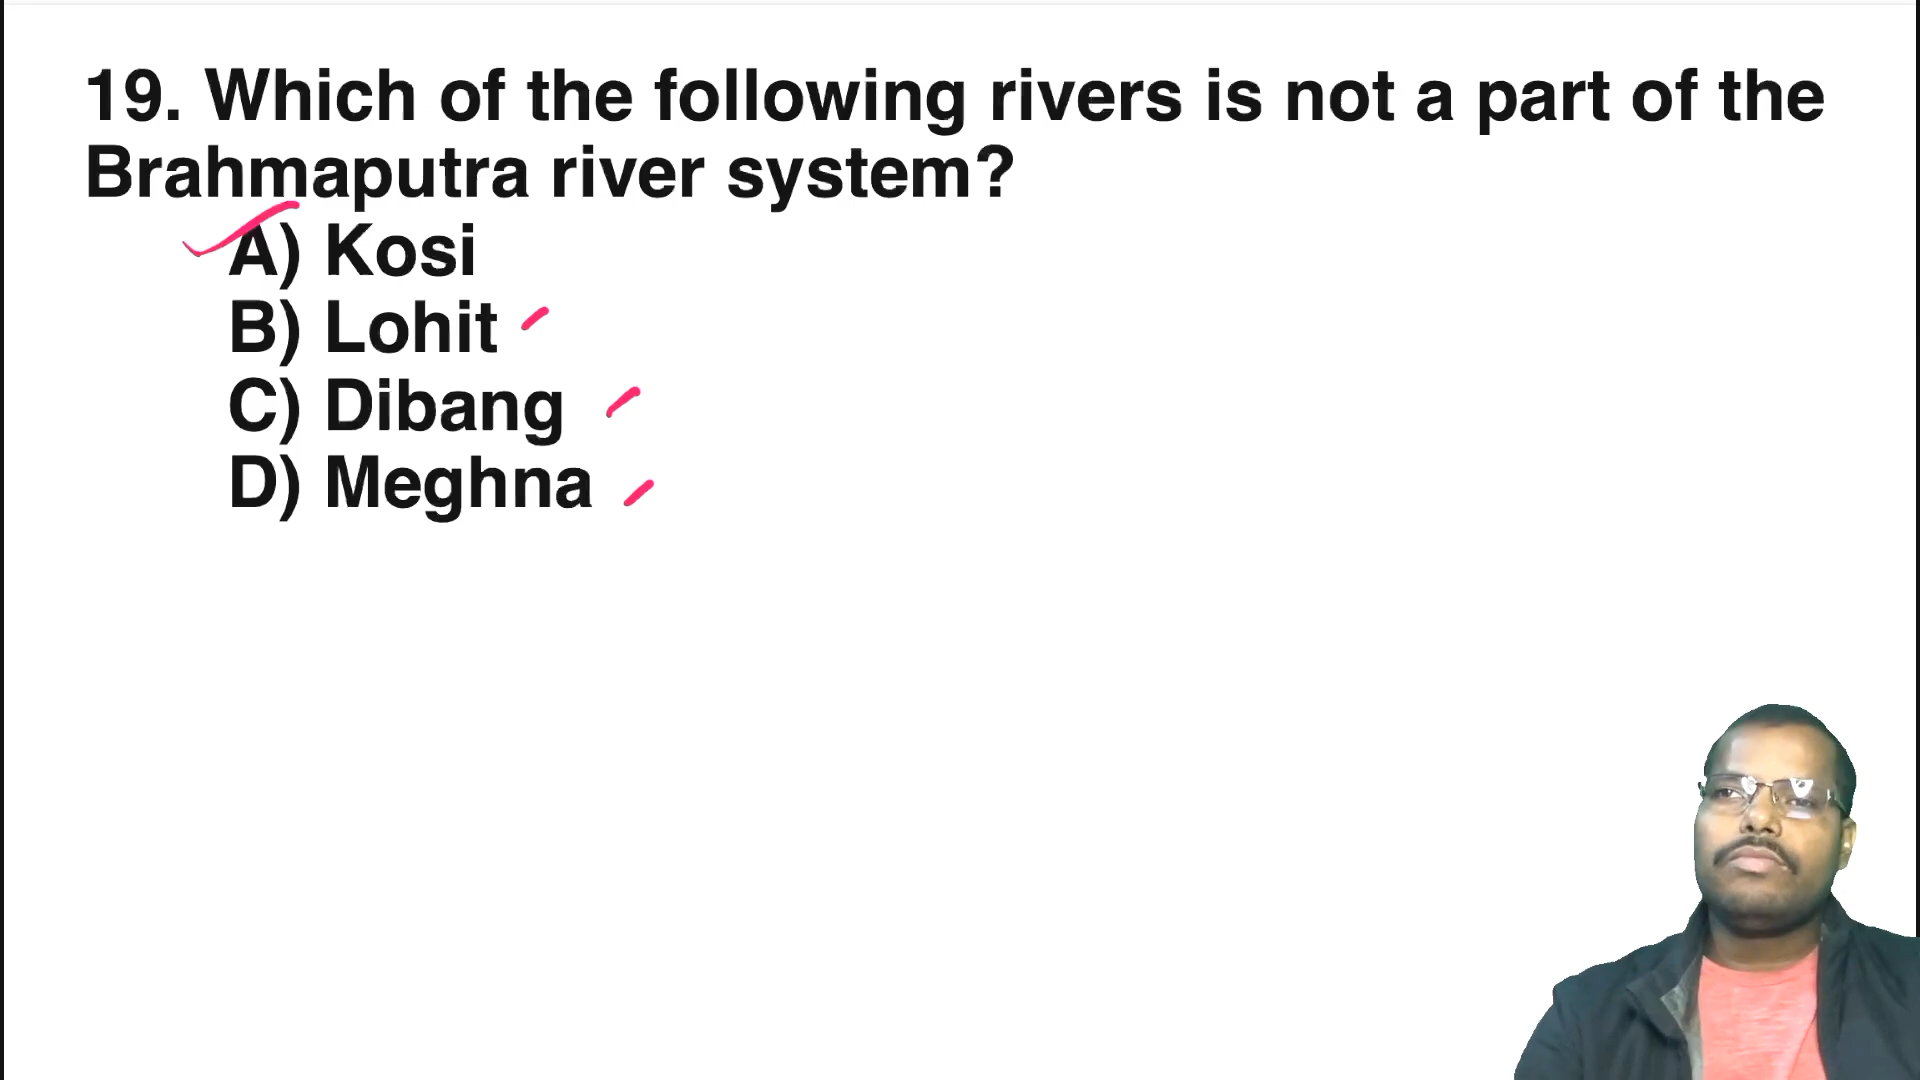 19. Which of the following rivers is not a part of the
Brahmaputra river system?
A) Kosi
B) Lohit
C) Dibang
D) Meghna